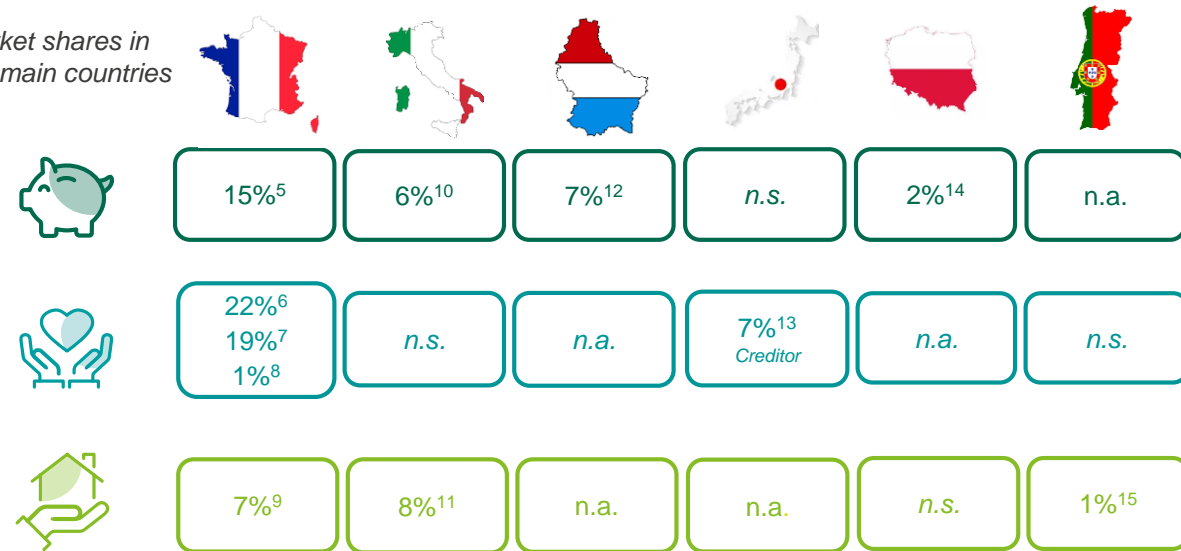 ket shares in
main countries
15%⁵ 6%¹⁰ 7%¹² n.s. 2%¹⁴ n.a.
22%⁶
19%⁷
1%⁸
n.s. n.a.
7%¹³
Creditor
n.a. n.s.
7%⁹ 8%¹¹ n.a. n.a. n.s. 1%¹⁵